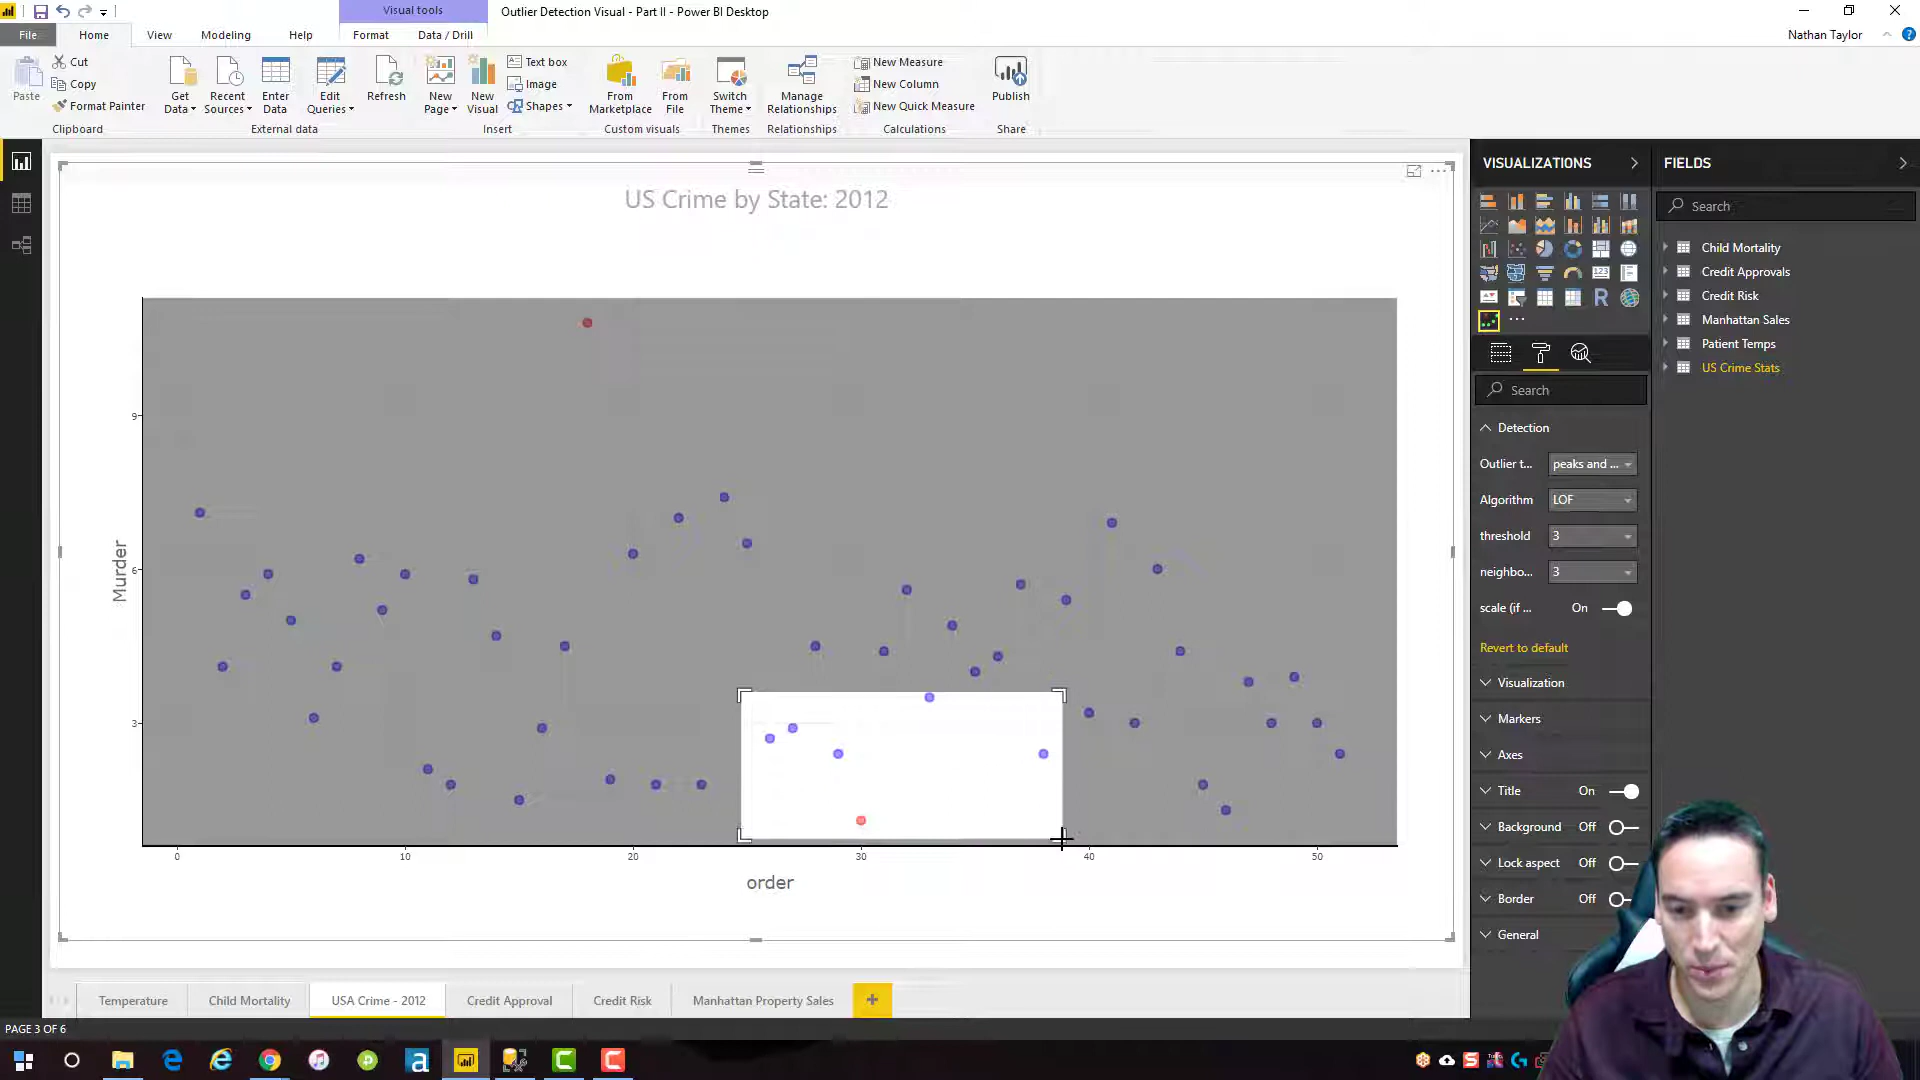 Visual tools
Outlier Detection Visual - Part II - Power BI Desktop
File
Home
View
Modeling
Help
Format
Data / Drill
Nathan Taylor
Paste
Cut
Copy
Format Painter
Clipboard
Get Data
Recent Sources
Enter Data
Edit Queries
External data
Refresh
New Page
New Visual
Text box
Image
Shapes
Insert
From Marketplace
From File
Custom visuals
Switch Theme
Themes
Manage Relationships
Relationships
New Measure
New Column
New Quick Measure
Calculations
Publish
Share
US Crime by State: 2012
9
6
3
Murder
0 10 20 30 40 50
order
VISUALIZATIONS
Search
Detection
Outlier t... peaks and ...
Algorithm LOF
threshold 3
neighbo... 3
scale (if ... On
Revert to default
Visualization
Markers
Axes
Title On
Background Off
Lock aspect Off
Border Off
General
FIELDS
Search
Child Mortality
Credit Approvals
Credit Risk
Manhattan Sales
Patient Temps
US Crime Stats
Temperature
Child Mortality
USA Crime - 2012
Credit Approval
Credit Risk
Manhattan Property Sales
PAGE 3 OF 6